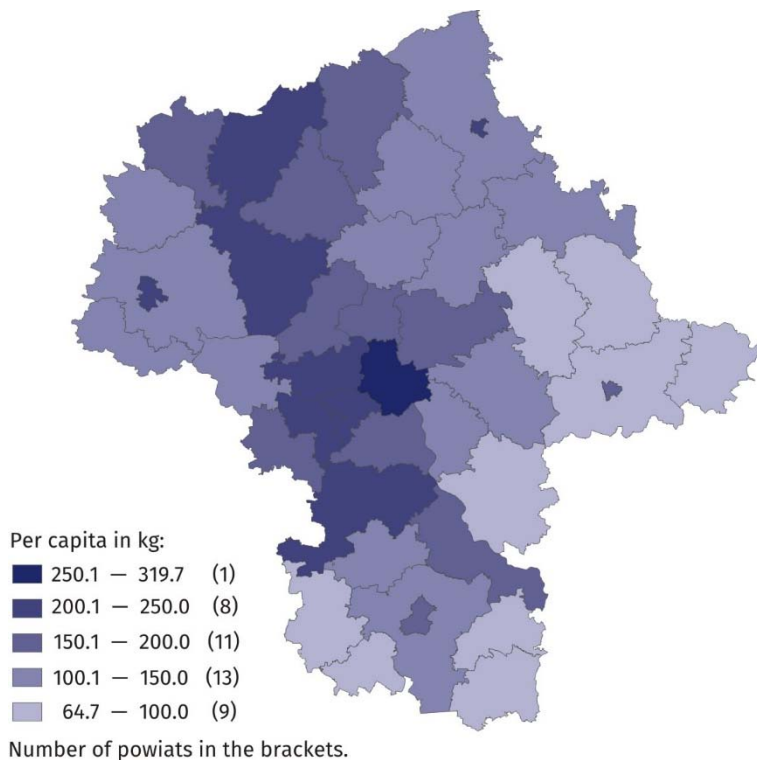 Per capita in kg:
250.1 — 319.7 (1)
200.1 — 250.0 (8)
150.1 — 200.0 (11)
100.1 — 150.0 (13)
64.7 — 100.0 (9)
Number of powiats in the brackets.